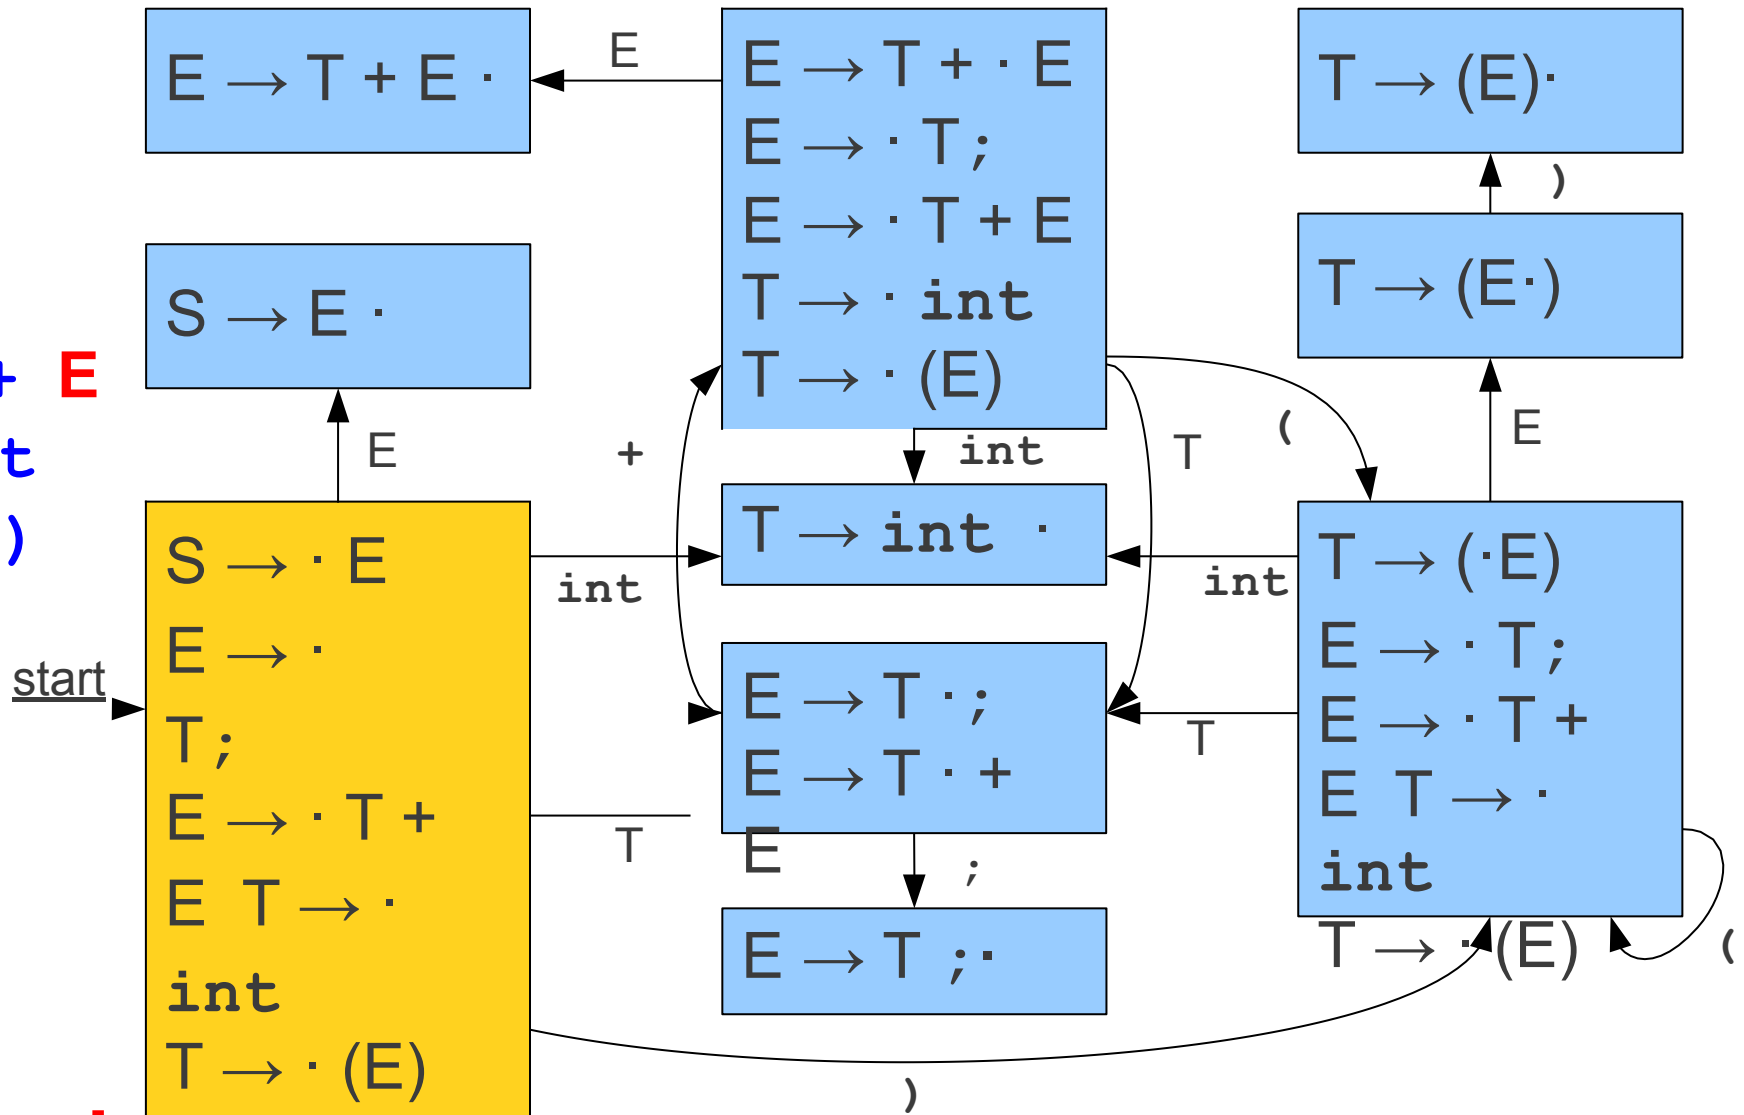 E → T + E ·
E
E → T + · E
E → · T ;
E → · T + E
T → · int
T → · (E)
T → (E)·
)
T → (E·)
S → E ·
+ E
t
)
E
+
int
T
(
E
T → int ·
S → · E
E → ·
T ;
E → · T +
E T → ·
int
T → · (E)
start
int
T
E → T · ;
E → T · +
E
;
E → T ; ·
int
T
T → (·E)
E → · T ;
E → · T +
E T → ·
int
T → · (E)
(
)